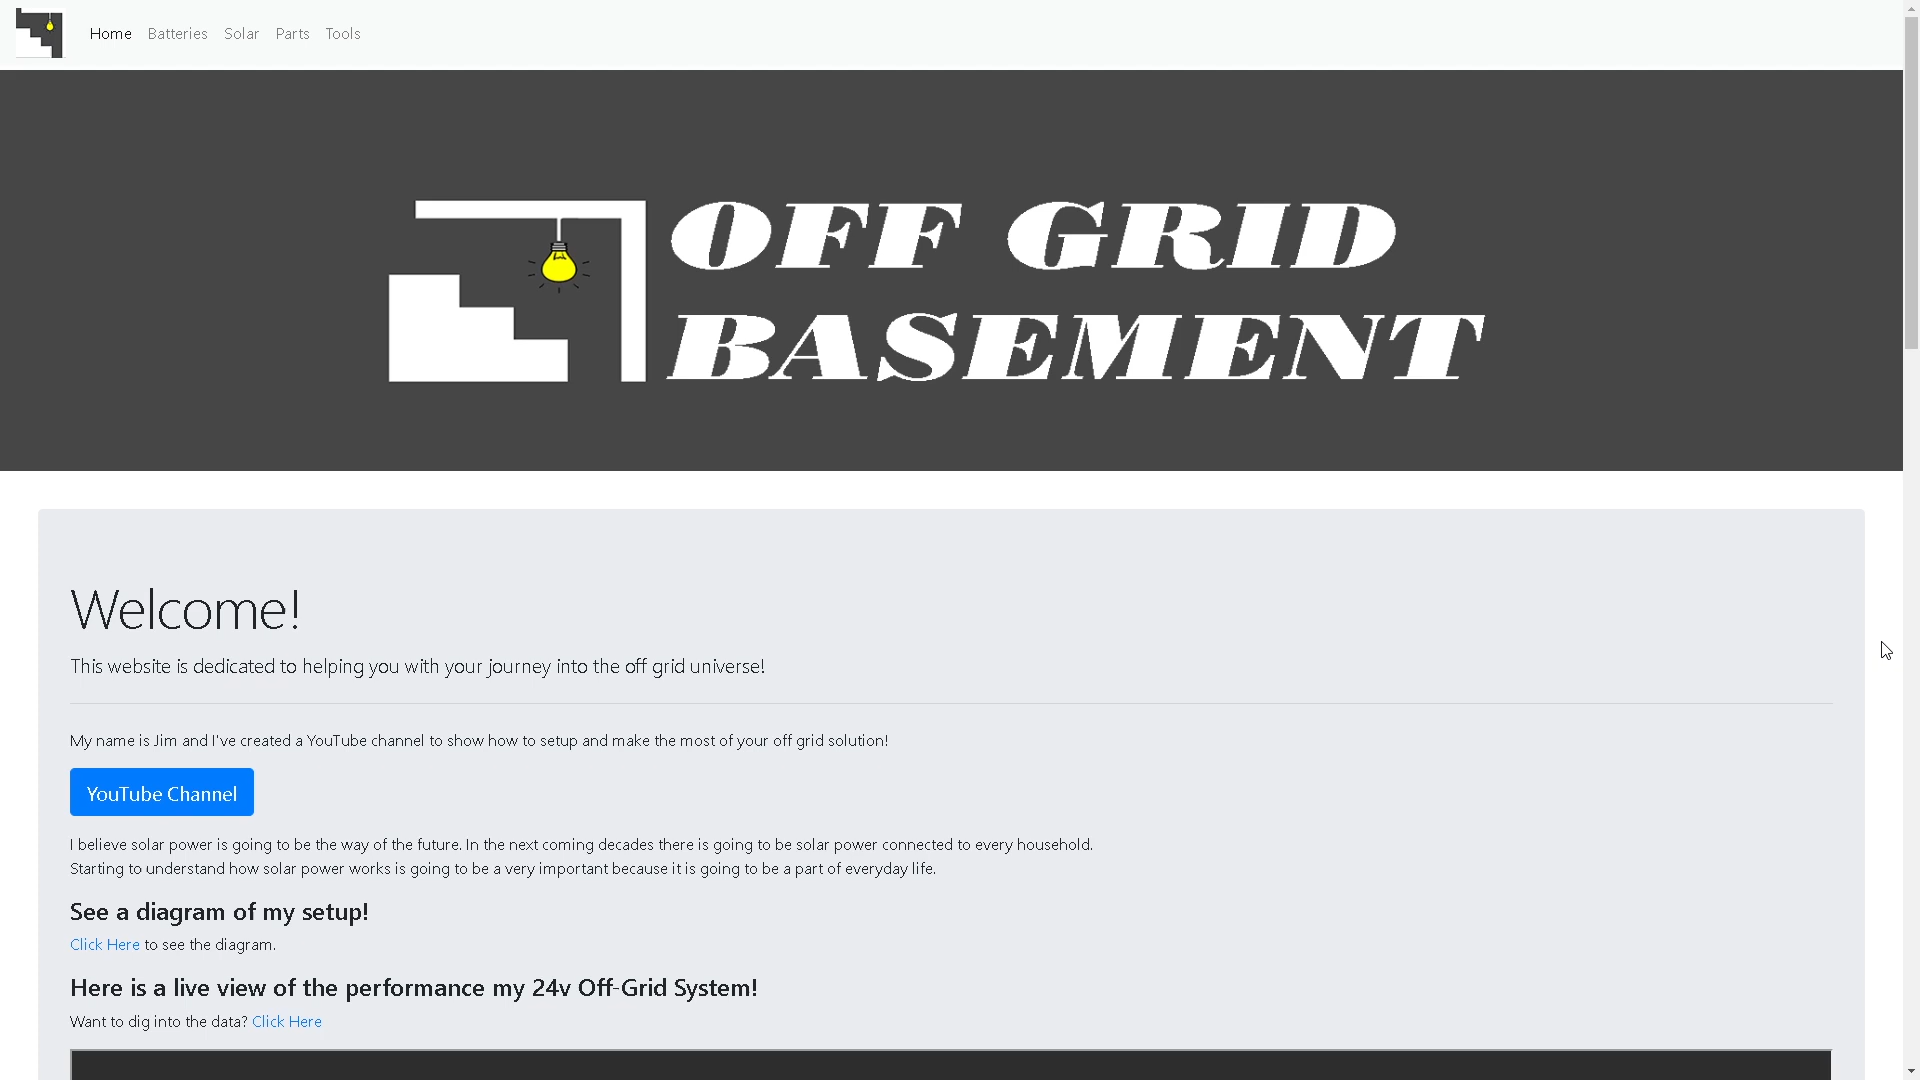 Home Batteries Solar Parts Tools
OFF GRID
BASEMENT
Welcome!
This website is dedicated to helping you with your journey into the off grid universe!
My name is Jim and I've created a YouTube channel to show how to setup and make the most of your off grid solution!
YouTube Channel
I believe solar power is going to be the way of the future. In the next coming decades there is going to be solar power connected to every household.
Starting to understand how solar power works is going to be a very important because it is going to be a part of everyday life.
See a diagram of my setup!
Click Here to see the diagram.
Here is a live view of the performance my 24v Off-Grid System!
Want to dig into the data? Click Here